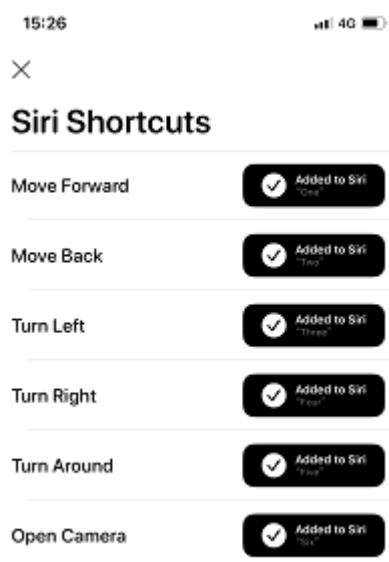 15:26
4G
Siri Shortcuts
Move Forward
Added to Siri
"One"
Move Back
Added to Siri
"Two"
Turn Left
Added to Siri
"Three"
Turn Right
Added to Siri
"Four"
Turn Around
Added to Siri
"Five"
Open Camera
Added to Siri
"Six"